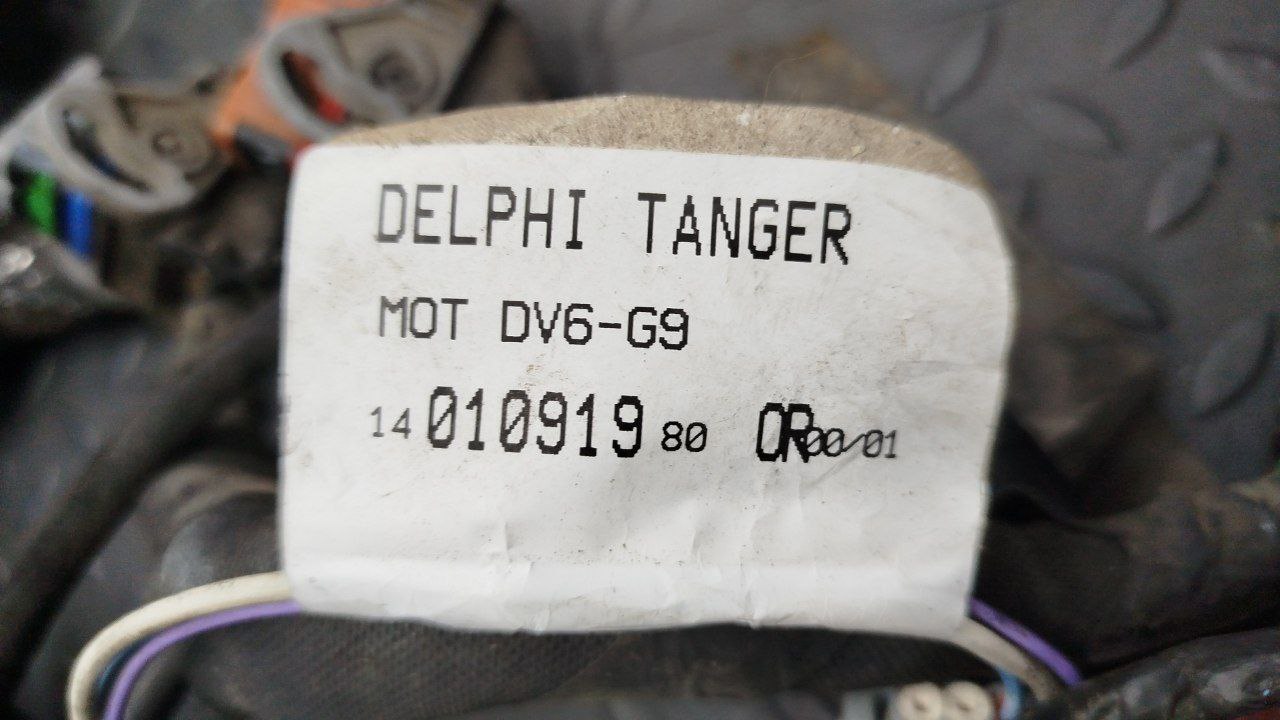 DELPHI TANGER
MOT DV6-G9
14 010919 80 OR00/01